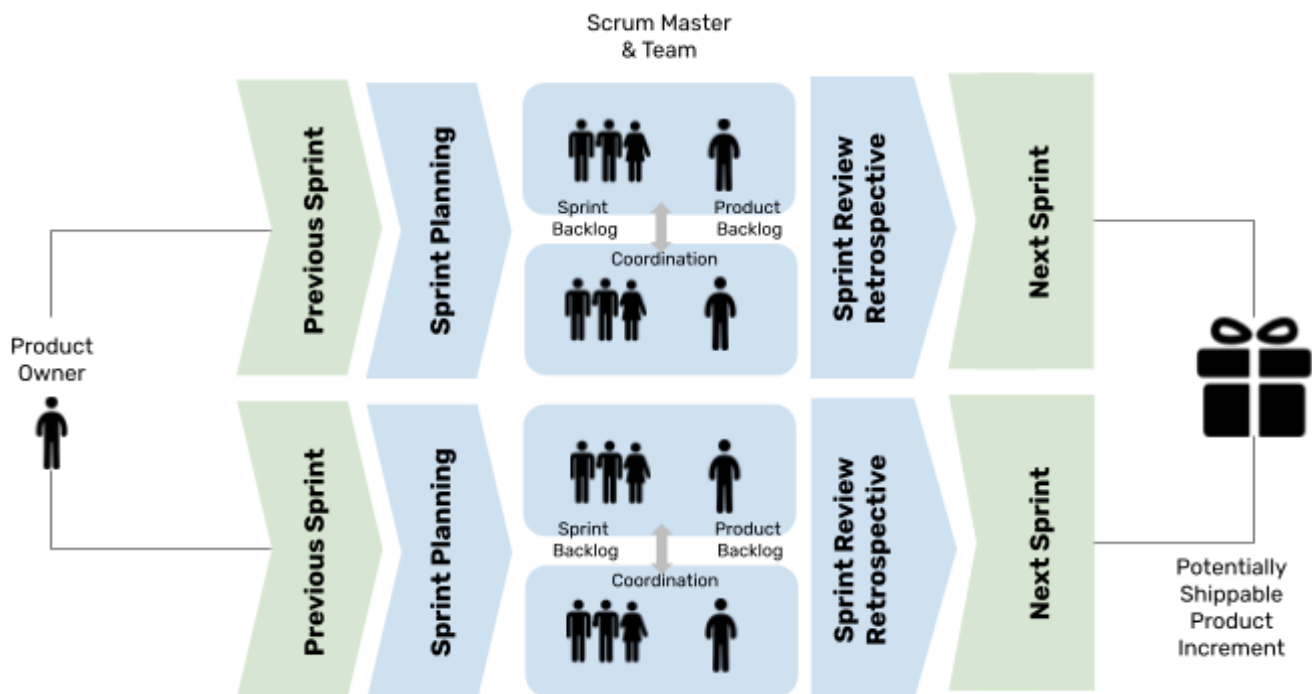 Scrum Master
& Team
Previous Sprint
Sprint Planning
Sprint
Backlog
Product
Backlog
Coordination
Sprint Review
Retrospective
Next Sprint
Product
Owner
Previous Sprint
Sprint Planning
Sprint
Backlog
Product
Backlog
Coordination
Sprint Review
Retrospective
Next Sprint
Potentially
Shippable
Product
Increment